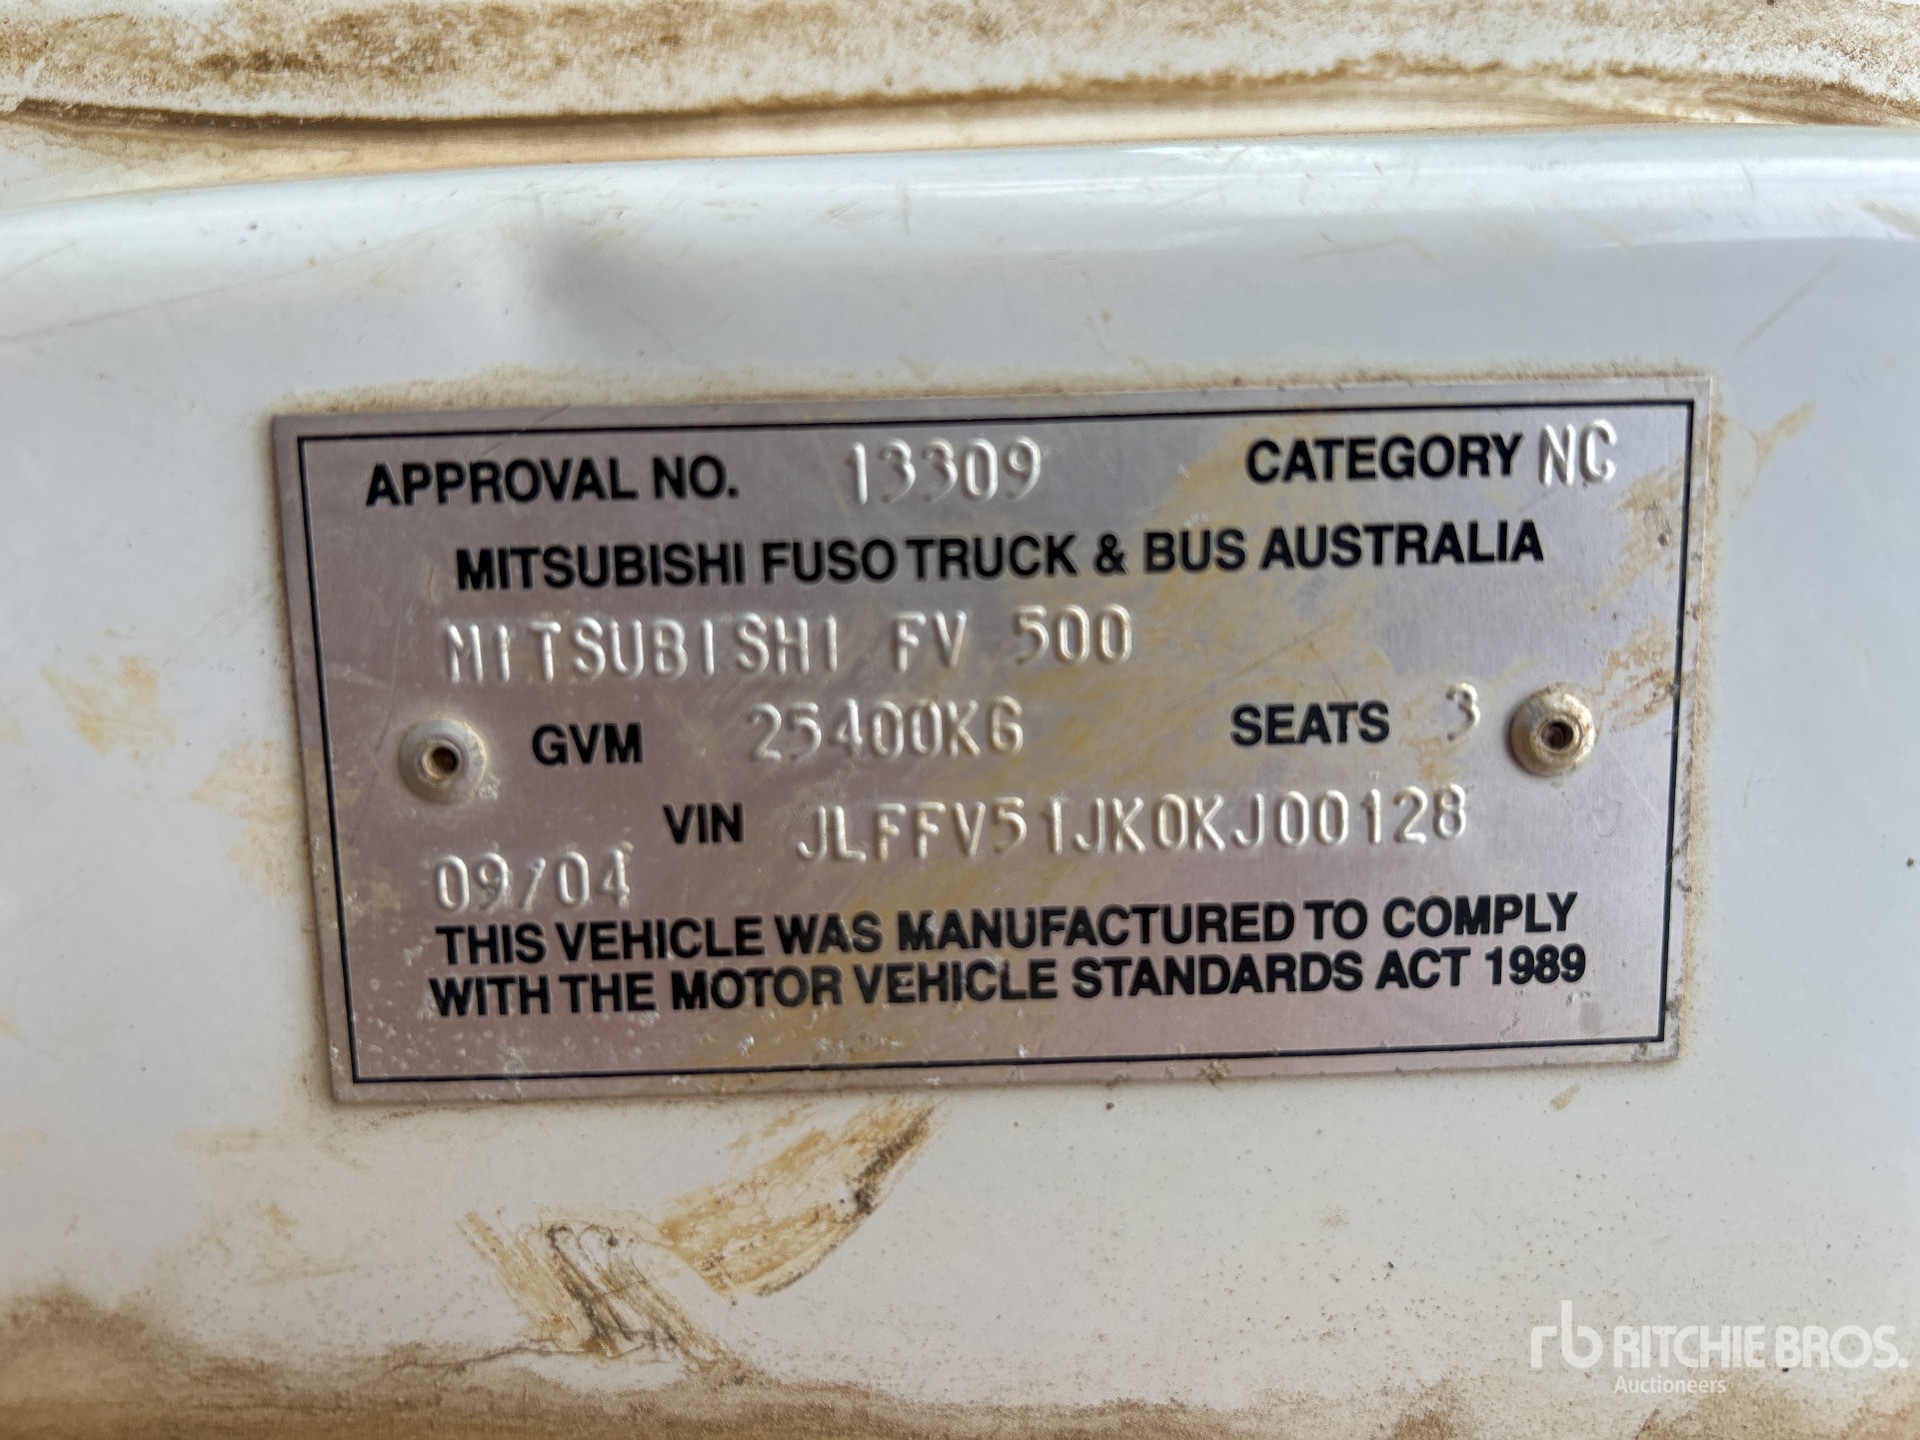 APPROVAL NO. 13309 CATEGORY NC
MITSUBISHI FUSO TRUCK & BUS AUSTRALIA
MITSUBISHI FV 500
GVM 25400KG SEATS 3
VIN JLFFV51JK0KJ00128
09/04
THIS VEHICLE WAS MANUFACTURED TO COMPLY
WITH THE MOTOR VEHICLE STANDARDS ACT 1989
rb RITCHIE BROS.
Auctioneers